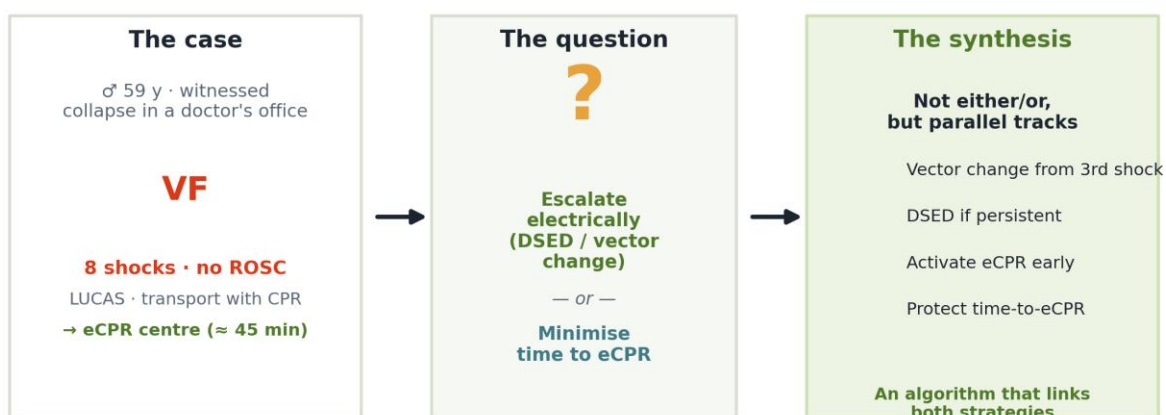 The case
♂ 59 y · witnessed
collapse in a doctor's office
VF
8 shocks · no ROSC
LUCAS · transport with CPR
→ eCPR centre (≈ 45 min)
The question
?
Escalate
electrically
(DSED / vector
change)
— or —
Minimise
time to eCPR
The synthesis
Not either/or,
but parallel tracks
Vector change from 3rd shock
DSED if persistent
Activate eCPR early
Protect time-to-eCPR
An algorithm that links
both strategies